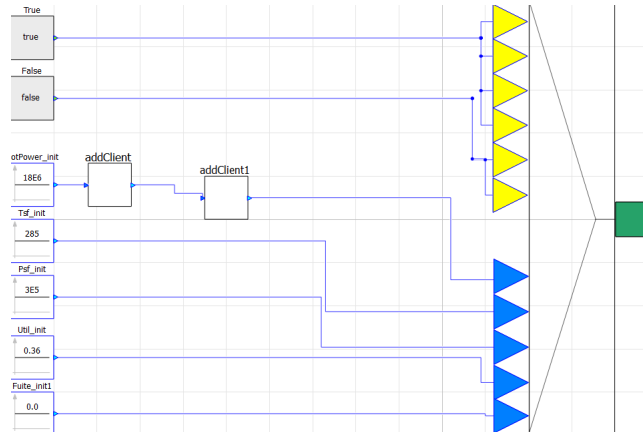 True
true
False
false
otPower_init
addClient
addClient1
18E6
Tsf_init
285
Psf_init
3E5
Util_init
0.36
Fuite_init1
0.0